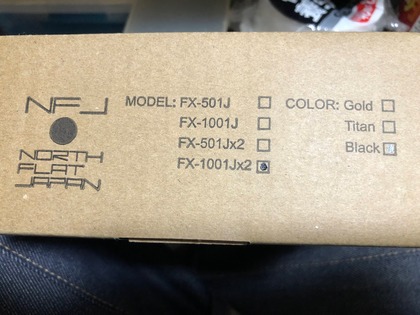 NFJ
NORTH
FLAT
JAPAN
MODEL: FX-501J
FX-1001J
FX-501Jx2
FX-1001Jx2
COLOR: Gold
Titan
Black